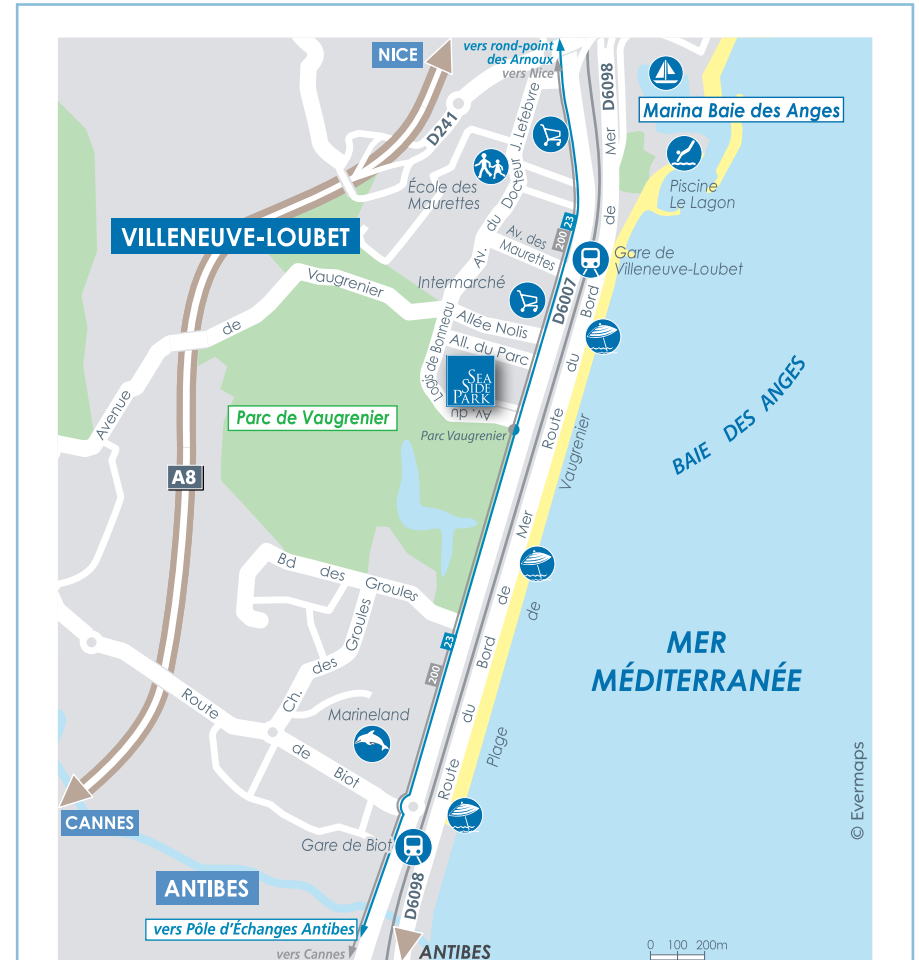 NICE
vers rond-point
des Arnoux
vers Nice
D6098
D241
Marina Baie des Anges
École des
Maurettes
Piscine
Le Lagon
Av. du Docteur J. Lefebvre
VILLENEUVE-LOUBET
200 23
Av. des
Maurettes
Gare de
Villeneuve-Loubet
D6007
Intermarché
Avenue de Vaugrenier
Allée Nolis
All. du Parc
SEA
SIDE
PARK
Av. du Logis de Bonneau
Parc Vaugrenier
Parc de Vaugrenier
BAIE DES ANGES
A8
Route du Bord de Mer
Plage de Vaugrenier
Bd des Groules
Ch. des Groules
200 23
MER
MÉDITERRANÉE
Route de Biot
Marineland
Route du Bord de Mer
CANNES
Gare de Biot
© Evermaps
ANTIBES
D6098
vers Pôle d'Échanges Antibes
vers Cannes
ANTIBES
0 100 200m